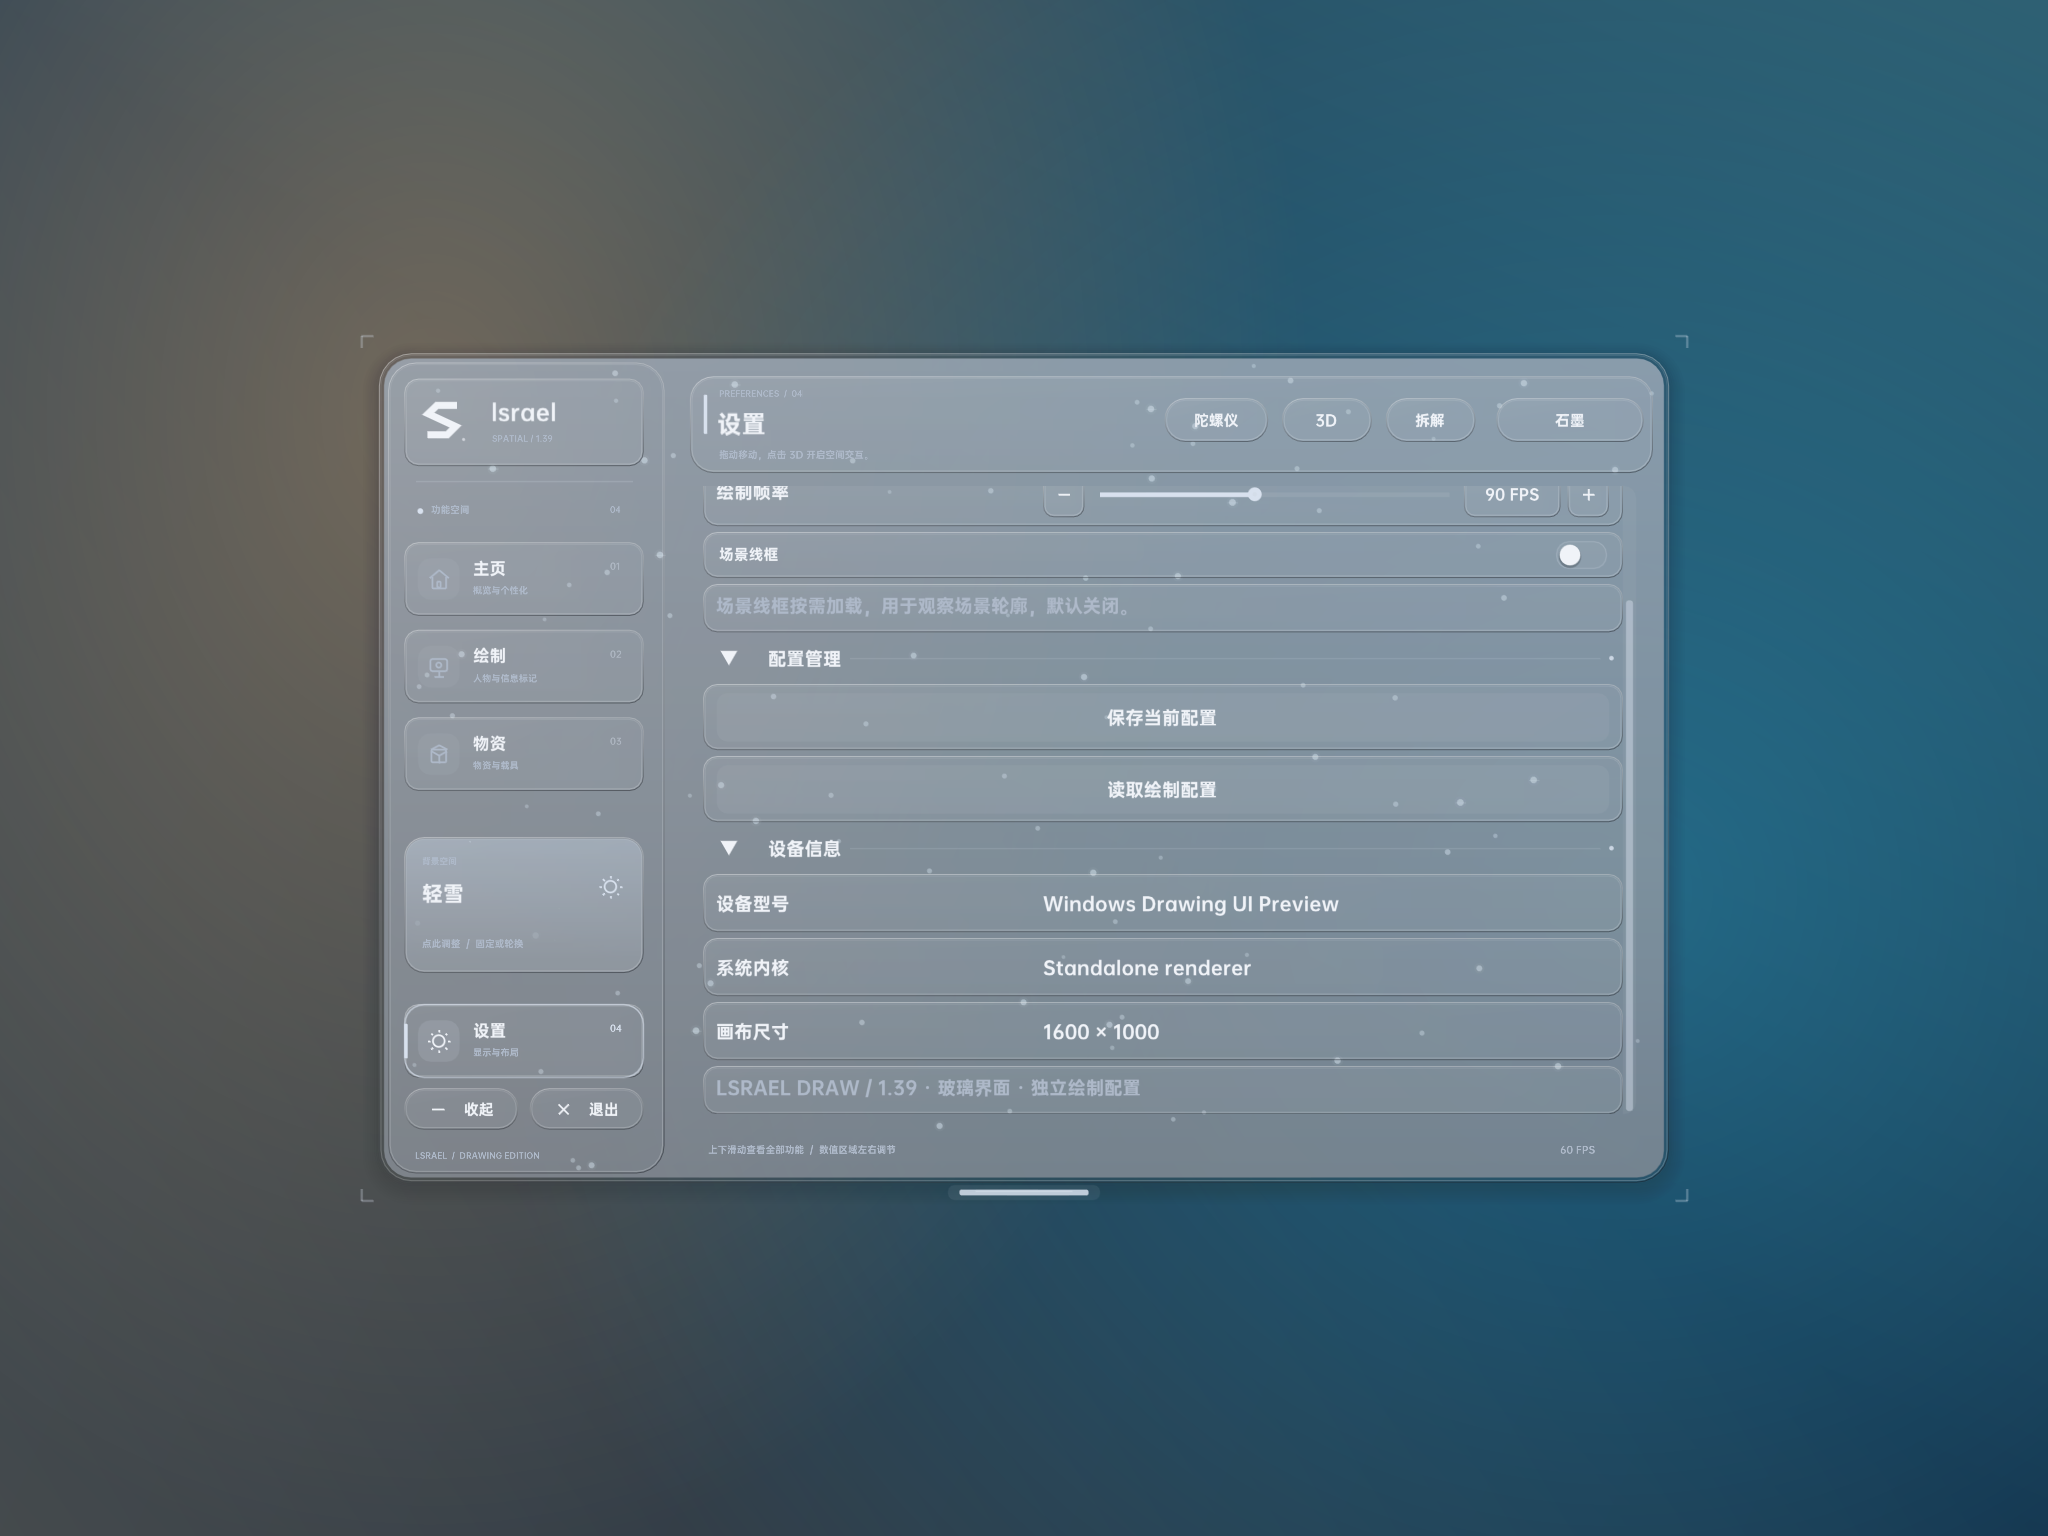 lsrael
SPATIAL / 1.39
功能空间 04
主页 01
概览与个性化
绘制 02
人物与信息标记
物资 03
物资与载具
背景空间
轻雪
点此调整 / 固定或轮换
设置 04
显示与布局
收起
退出
LSRAEL / DRAWING EDITION
PREFERENCES / 04
设置
拖动移动，点击 3D 开启空间交互。
陀螺仪
3D
拆解
石墨
绘制帧率 − 90 FPS +
场景线框
场景线框按需加载，用于观察场景轮廓，默认关闭。
▼ 配置管理
保存当前配置
读取绘制配置
▼ 设备信息
设备型号 Windows Drawing UI Preview
系统内核 Standalone renderer
画布尺寸 1600 × 1000
LSRAEL DRAW / 1.39 · 玻璃界面 · 独立绘制配置
上下滑动查看全部功能 / 数值区域左右调节
60 FPS